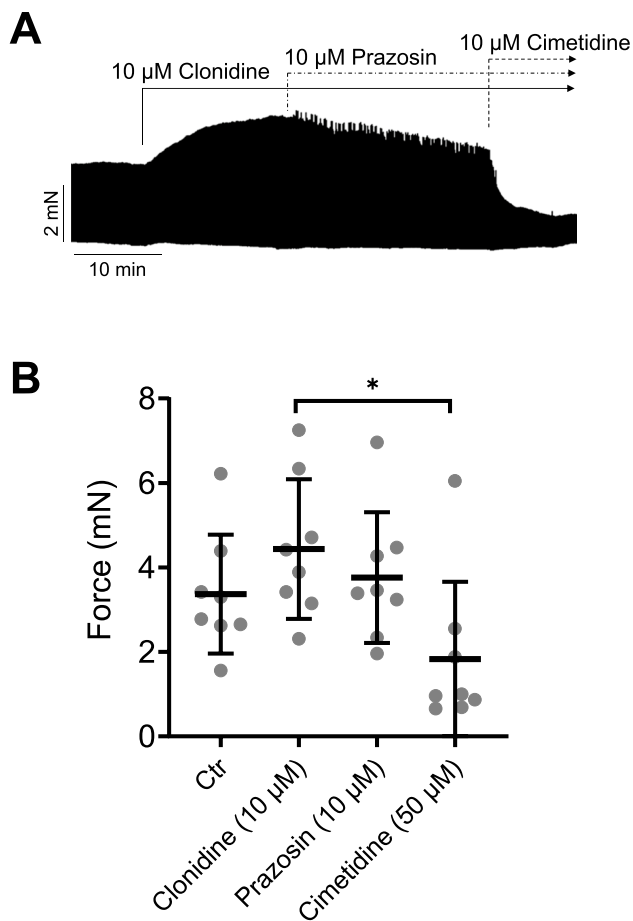 A
10 µM Cimetidine
10 µM Prazosin
10 µM Clonidine
2 mN
10 min
B
*
8
6
4
2
0
Force (mN)
Ctr
Clonidine (10 µM)
Prazosin (10 µM)
Cimetidine (50 µM)